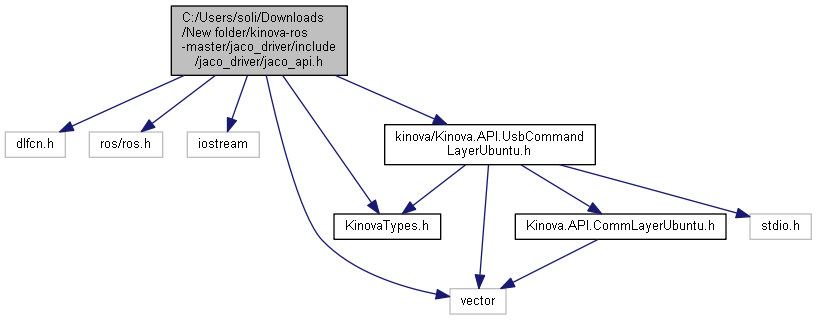 C:/Users/soli/Downloads
/New folder/kinova-ros
-master/jaco_driver/include
/jaco_driver/jaco_api.h
dlfcn.h
ros/ros.h
iostream
kinova/Kinova.API.UsbCommand
LayerUbuntu.h
KinovaTypes.h
Kinova.API.CommLayerUbuntu.h
stdio.h
vector